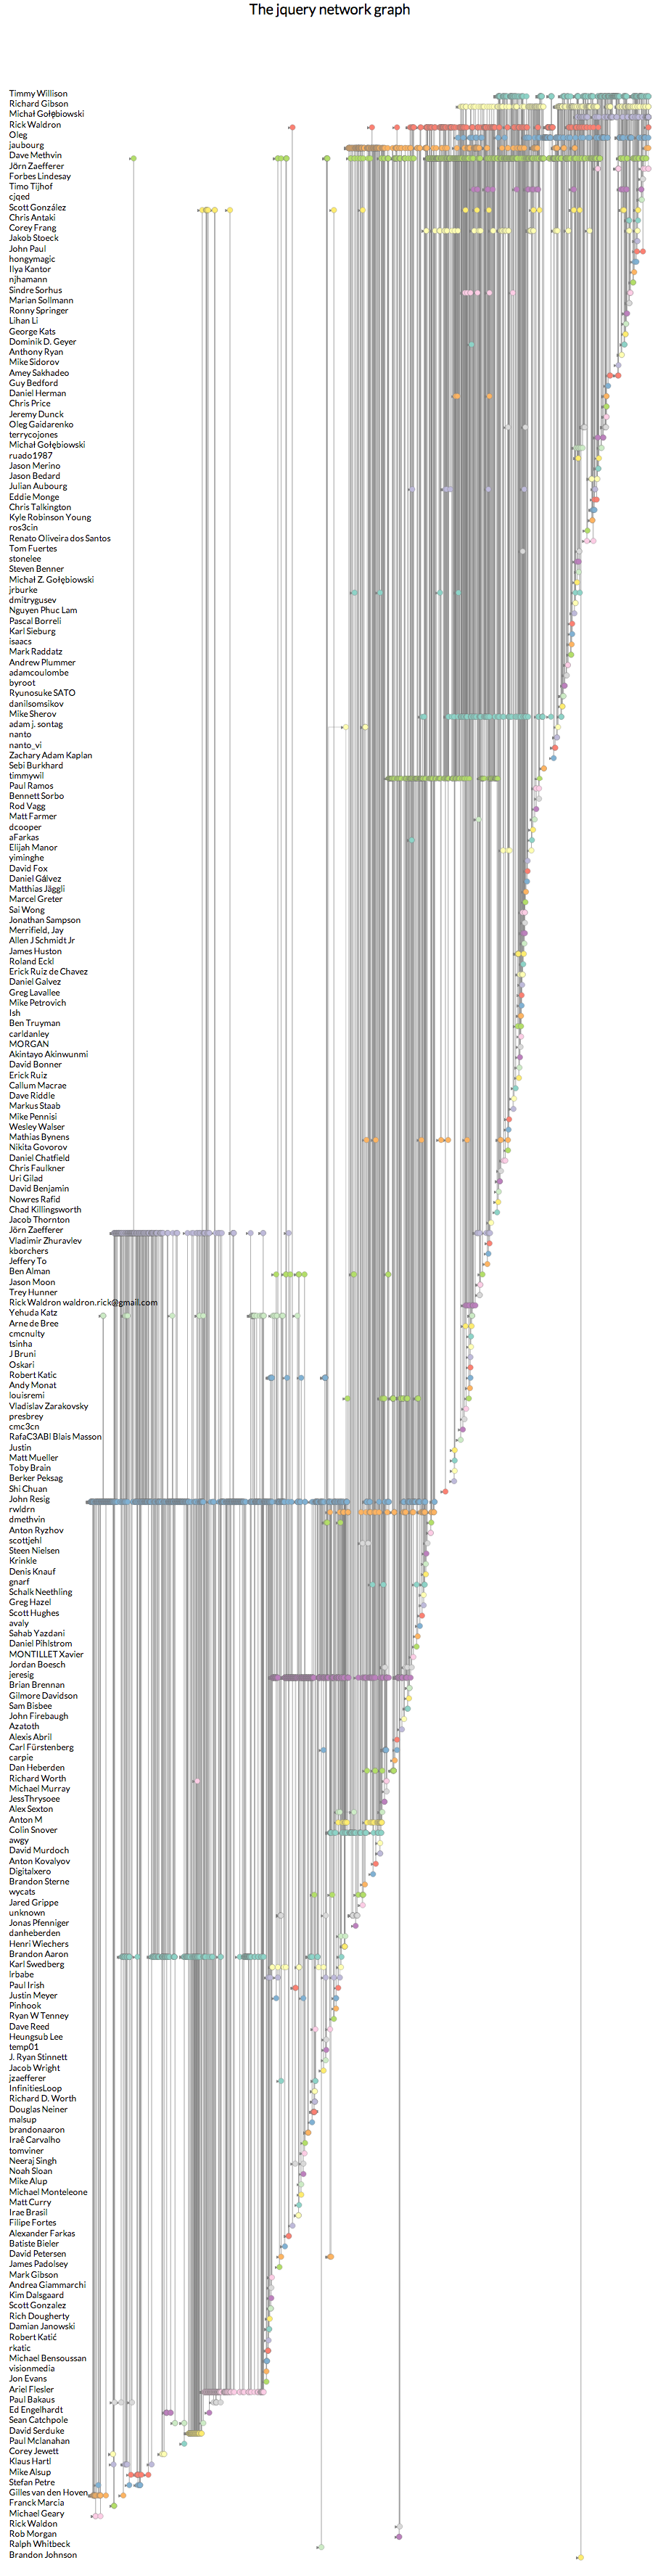 The jquery network graph
Timmy Willison
Richard Gibson
Michał Gołębiowski
Rick Waldron
Oleg
jaubourg
Dave Methvin
Jörn Zaefferer
Forbes Lindesay
Timo Tijhof
cjqed
Scott González
Chris Antaki
Corey Frang
Jakob Stoeck
John Paul
hongymagic
Ilya Kantor
njhamann
Sindre Sorhus
Marian Sollmann
Ronny Springer
Lihan Li
George Kats
Dominik D. Geyer
Anthony Ryan
Mike Sidorov
Amey Sakhadeo
Guy Bedford
Daniel Herman
Chris Price
Jeremy Dunck
Oleg Gaidarenko
terrycojones
Michał Gołębiowski
ruado1987
Jason Merino
Jason Bedard
Julian Aubourg
Eddie Monge
Chris Talkington
Kyle Robinson Young
ros3cin
Renato Oliveira dos Santos
Tom Fuertes
stonelee
Steven Benner
Michał Z. Gołębiowski
jrburke
dmitrygusev
Nguyen Phuc Lam
Pascal Borreli
Karl Sieburg
isaacs
Mark Raddatz
Andrew Plummer
adamcoulombe
byroot
Ryunosuke SATO
danilsomsikov
Mike Sherov
adam j. sontag
nanto
nanto_vi
Zachary Adam Kaplan
Sebi Burkhard
timmywil
Paul Ramos
Bennett Sorbo
Rod Vagg
Matt Farmer
dcooper
aFarkas
Elijah Manor
yiminghe
David Fox
Daniel Gálvez
Matthias Jäggli
Marcel Greter
Sai Wong
Jonathan Sampson
Merrifield, Jay
Allen J Schmidt Jr
James Huston
Roland Eckl
Erick Ruiz de Chavez
Daniel Galvez
Greg Lavallee
Mike Petrovich
Ish
Ben Truyman
carldanley
MORGAN
Akintayo Akinwunmi
David Bonner
Erick Ruiz
Callum Macrae
Dave Riddle
Markus Staab
Mike Pennisi
Wesley Walser
Mathias Bynens
Nikita Govorov
Daniel Chatfield
Chris Faulkner
Uri Gilad
David Benjamin
Nowres Rafid
Chad Killingsworth
Jacob Thornton
Jörn Zaefferer
Vladimir Zhuravlev
kborchers
Jeffery To
Ben Alman
Jason Moon
Trey Hunner
Rick Waldron waldron.rick@gmail.com
Yehuda Katz
Arne de Bree
cmcnulty
tsinha
J Bruni
Oskari
Robert Katic
Andy Monat
louisremi
Vladislav Zarakovsky
presbrey
cmc3cn
RafaC3ABl Blais Masson
Justin
Matt Mueller
Toby Brain
Berker Peksag
Shi Chuan
John Resig
rwldrn
dmethvin
Anton Ryzhov
scottjehl
Steen Nielsen
Krinkle
Denis Knauf
gnarf
Schalk Neethling
Greg Hazel
Scott Hughes
avaly
Sahab Yazdani
Daniel Pihlstrom
MONTILLET Xavier
Jordan Boesch
jeresig
Brian Brennan
Gilmore Davidson
Sam Bisbee
John Firebaugh
Azatoth
Alexis Abril
Carl Fürstenberg
carpie
Dan Heberden
Richard Worth
Michael Murray
JessThrysoee
Alex Sexton
Anton M
Colin Snover
awgy
David Murdoch
Anton Kovalyov
Digitalxero
Brandon Sterne
wycats
Jared Grippe
unknown
Jonas Pfenniger
danheberden
Henri Wiechers
Brandon Aaron
Karl Swedberg
lrbabe
Paul Irish
Justin Meyer
Pinhook
Ryan W Tenney
Dave Reed
Heungsub Lee
temp01
J. Ryan Stinnett
Jacob Wright
jzaefferer
InfinitiesLoop
Richard D. Worth
Douglas Neiner
malsup
brandonaaron
Iraê Carvalho
tomviner
Neeraj Singh
Noah Sloan
Mike Alup
Michael Monteleone
Matt Curry
Irae Brasil
Filipe Fortes
Alexander Farkas
Batiste Bieler
David Petersen
James Padolsey
Mark Gibson
Andrea Giammarchi
Kim Dalsgaard
Scott Gonzalez
Rich Dougherty
Damian Janowski
Robert Katić
rkatic
Michael Bensoussan
visionmedia
Jon Evans
Ariel Flesler
Paul Bakaus
Ed Engelhardt
Sean Catchpole
David Serduke
Paul Mclanahan
Corey Jewett
Klaus Hartl
Mike Alsup
Stefan Petre
Gilles van den Hoven
Franck Marcia
Michael Geary
Rick Waldon
Rob Morgan
Ralph Whitbeck
Brandon Johnson